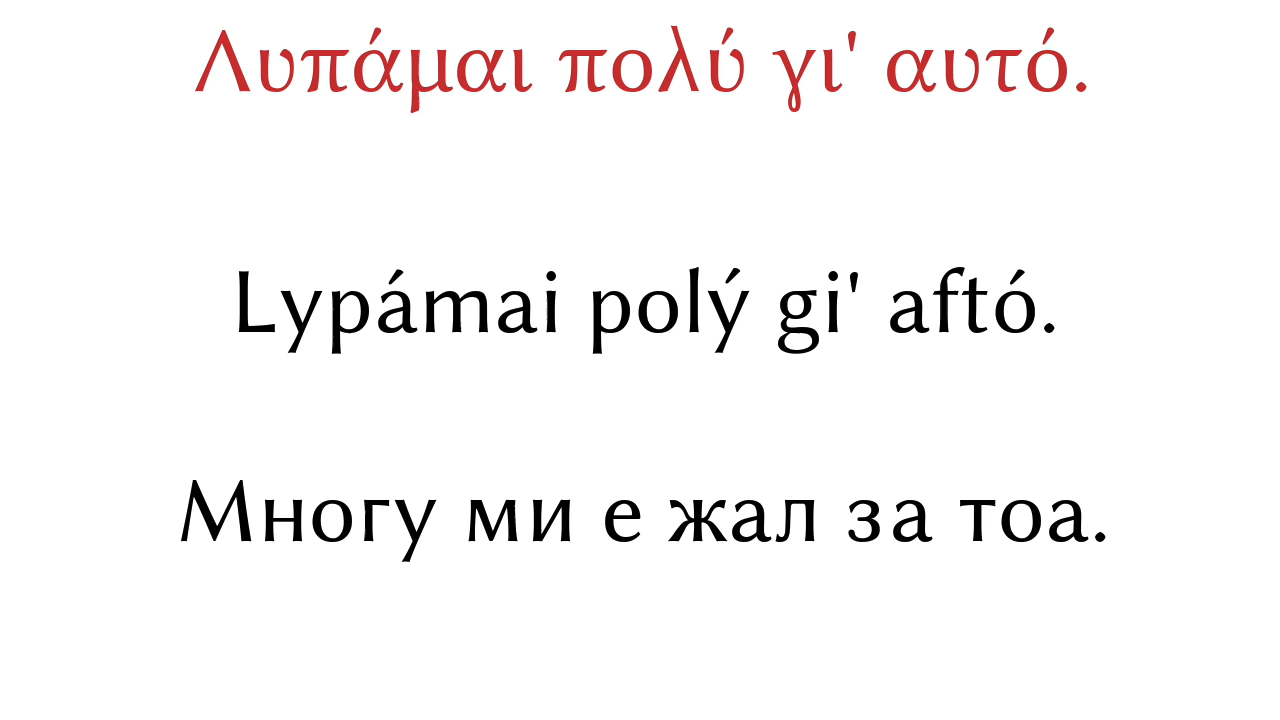 Λυπάμαι πολύ γι' αυτό.
Lypámai polý gi' aftó.
Многу ми е жал за тоа.